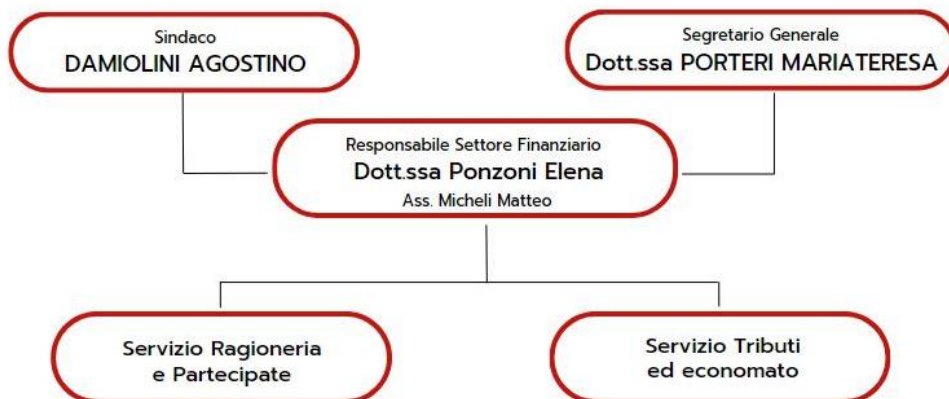 Sindaco
DAMIOLINI AGOSTINO
Segretario Generale
Dott.ssa PORTERI MARIATERESA
Responsabile Settore Finanziario
Dott.ssa Ponzoni Elena
Ass. Micheli Matteo
Servizio Ragioneria
e Partecipate
Servizio Tributi
ed economato